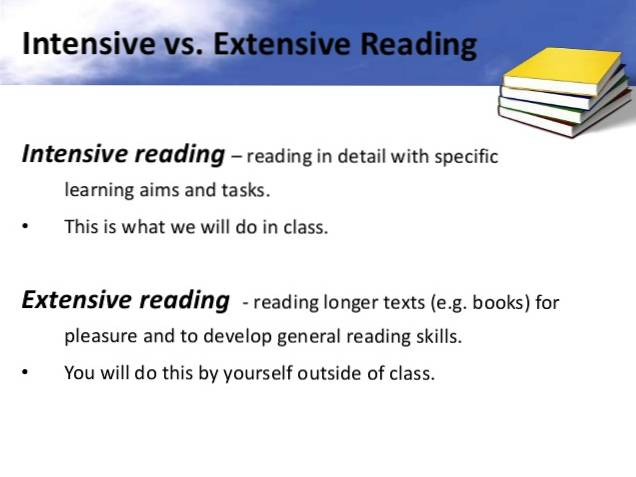 Intensive vs. Extensive Reading
Intensive reading – reading in detail with specific
learning aims and tasks.
• This is what we will do in class.
Extensive reading - reading longer texts (e.g. books) for
pleasure and to develop general reading skills.
• You will do this by yourself outside of class.